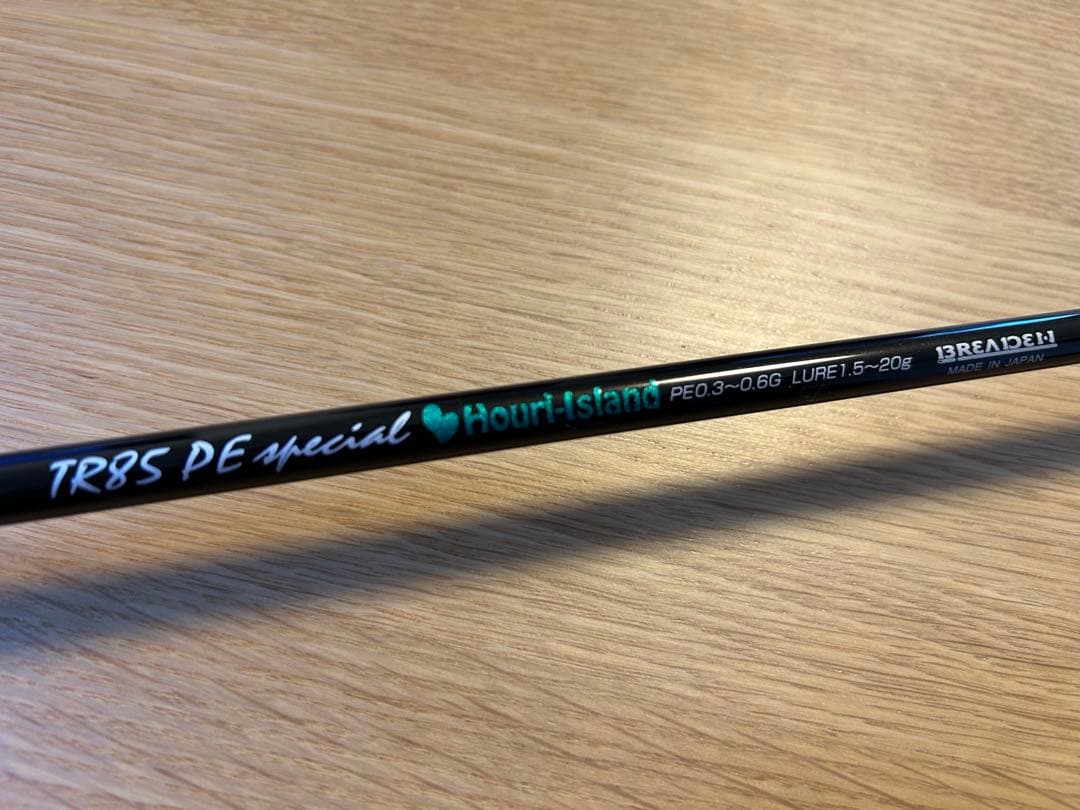 TR85 PE special ♥Houri-Island PE0.3～0.6G LURE1.5～20g BREADEN
MADE IN JAPAN